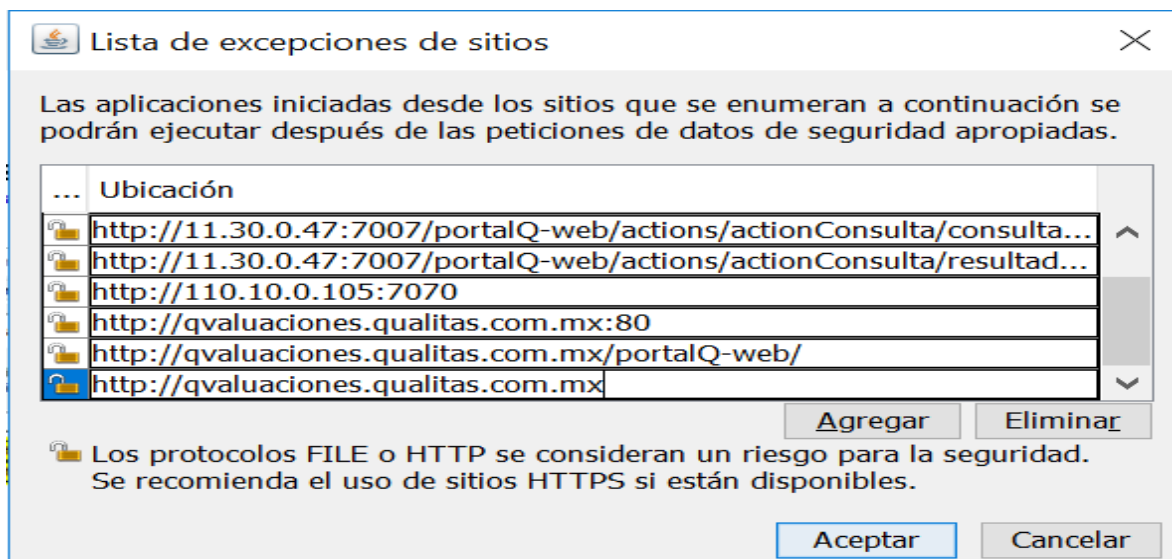 Lista de excepciones de sitios
Las aplicaciones iniciadas desde los sitios que se enumeran a continuación se
podrán ejecutar después de las peticiones de datos de seguridad apropiadas.
... Ubicación
http://11.30.0.47:7007/portalQ-web/actions/actionConsulta/consulta...
http://11.30.0.47:7007/portalQ-web/actions/actionConsulta/resultad...
http://110.10.0.105:7070
http://qvaluaciones.qualitas.com.mx:80
http://qvaluaciones.qualitas.com.mx/portalQ-web/
http://qvaluaciones.qualitas.com.mx
Agregar Eliminar
Los protocolos FILE o HTTP se consideran un riesgo para la seguridad.
Se recomienda el uso de sitios HTTPS si están disponibles.
Aceptar Cancelar